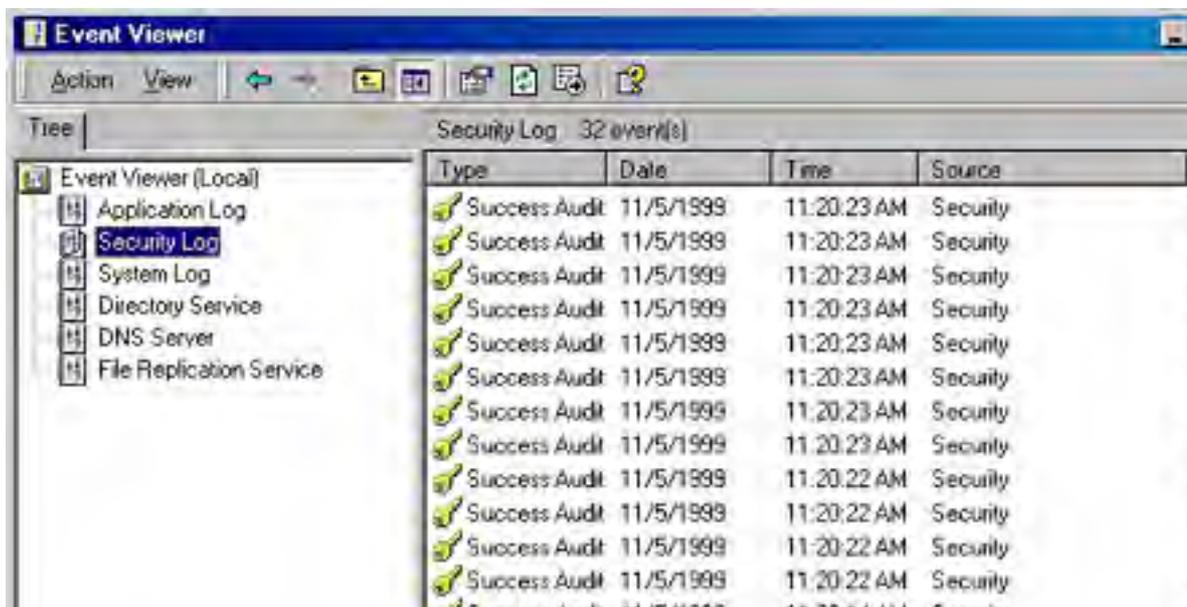 Event Viewer
Action View
Tree
Security Log 32 event(s)
Type Date Time Source
Event Viewer (Local)
Application Log
Security Log
System Log
Directory Service
DNS Server
File Replication Service
Success Audit 11/5/1999 11:20:23 AM Security
Success Audit 11/5/1999 11:20:23 AM Security
Success Audit 11/5/1999 11:20:23 AM Security
Success Audit 11/5/1999 11:20:23 AM Security
Success Audit 11/5/1999 11:20:23 AM Security
Success Audit 11/5/1999 11:20:23 AM Security
Success Audit 11/5/1999 11:20:23 AM Security
Success Audit 11/5/1999 11:20:23 AM Security
Success Audit 11/5/1999 11:20:22 AM Security
Success Audit 11/5/1999 11:20:22 AM Security
Success Audit 11/5/1999 11:20:22 AM Security
Success Audit 11/5/1999 11:20:22 AM Security